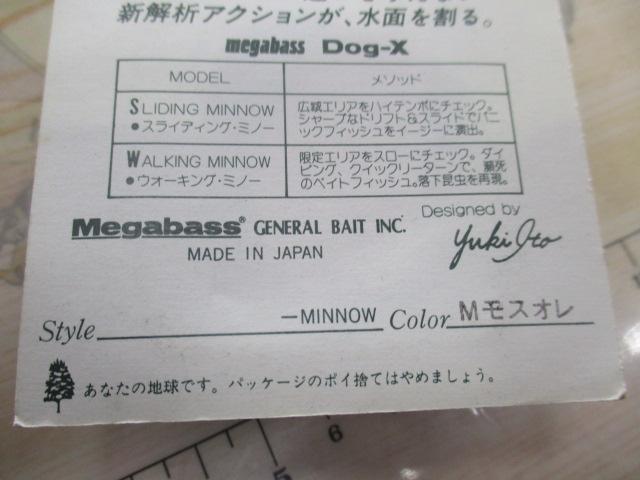 新解析アクションが、水面を割る。
megabass Dog-X
MODEL
メソッド
SLIDING MINNOW
●スライディング・ミノー
広域エリアをハイテンポにチェック。
シャープなドリフト&スライドでパニ
ックフィッシュをイージーに演出。
WALKING MINNOW
●ウォーキング・ミノー
限定エリアをスローにチェック。ダイ
ビング、クイックリターンで、瀕死
のベイトフィッシュ。落下昆虫を再現。
Megabass® GENERAL BAIT INC.
MADE IN JAPAN
Designed by
Yuki Ito
Style —MINNOW Color Mモスオレ
あなたの地球です。パッケージのポイ捨てはやめましょう。
6
5